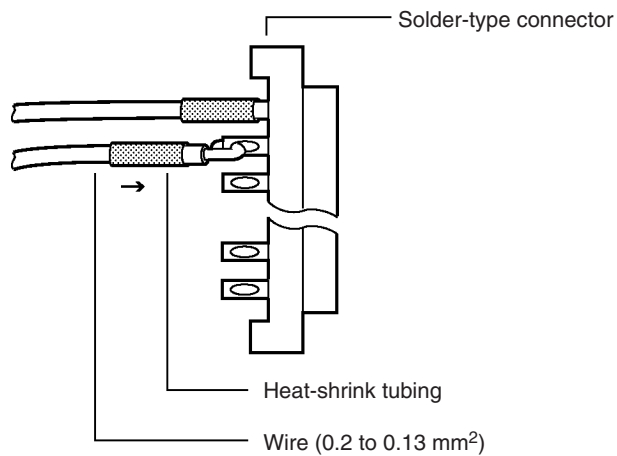 Solder-type connector
Heat-shrink tubing
Wire (0.2 to 0.13 mm²)